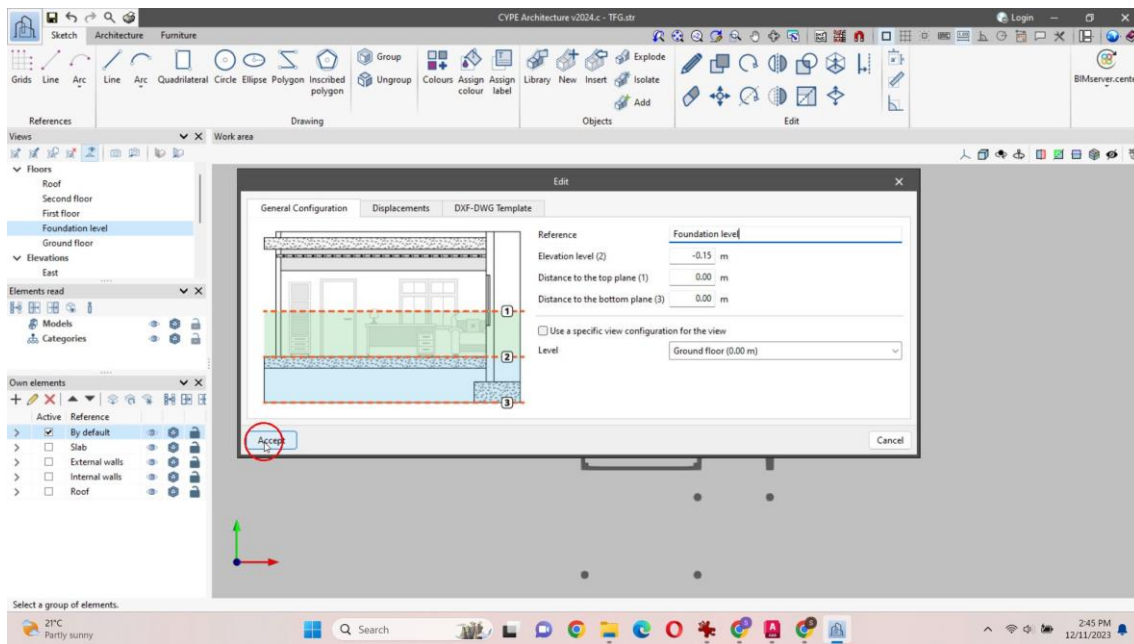 CYPE Architecture v2024.c - TFG.str
Login
Sketch Architecture Furniture
Grids Line Arc Line Arc Quadrilateral Circle Ellipse Polygon Inscribed polygon
Group
Ungroup
Colours Assign colour Assign label
Library New Insert
Explode
Isolate
Add
BIMserver.cente
References Drawing Objects Edit
Views
Work area
Floors
Roof
Second floor
First floor
Foundation level
Ground floor
Elevations
East
Elements read
Models
Categories
Own elements
Active Reference
By default
Slab
External walls
Internal walls
Roof
Edit
General Configuration Displacements DXF-DWG Template
1
2
3
Reference Foundation level
Elevation level (2) -0.15 m
Distance to the top plane (1) 0.00 m
Distance to the bottom plane (3) 0.00 m
Use a specific view configuration for the view
Level Ground floor (0.00 m)
Accept Cancel
Select a group of elements.
21°C
Partly sunny
Search
2:45 PM
12/11/2023